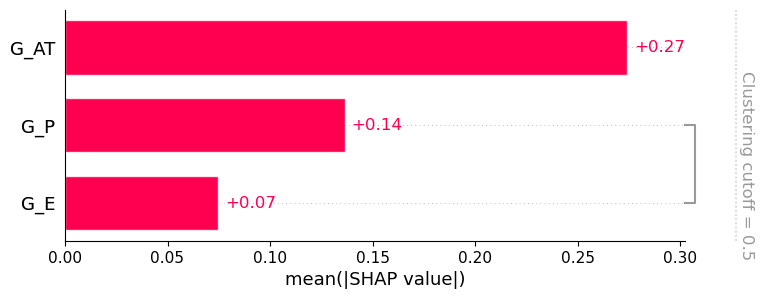 G_AT
+0.27
G_P
+0.14
G_E
+0.07
0.00 0.05 0.10 0.15 0.20 0.25 0.30
mean(|SHAP value|)
Clustering cutoff = 0.5